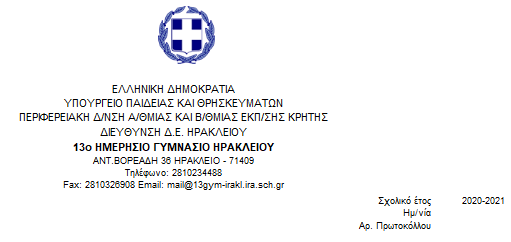 ΕΛΛΗΝΙΚΗ ΔΗΜΟΚΡΑΤΙΑ
ΥΠΟΥΡΓΕΙΟ ΠΑΙΔΕΙΑΣ ΚΑΙ ΘΡΗΣΚΕΥΜΑΤΩΝ
ΠΕΡΙΦΕΡΕΙΑΚΗ Δ/ΝΣΗ Α/ΘΜΙΑΣ ΚΑΙ Β/ΘΜΙΑΣ ΕΚΠ/ΣΗΣ ΚΡΗΤΗΣ
ΔΙΕΥΘΥΝΣΗ Δ.Ε. ΗΡΑΚΛΕΙΟΥ
13ο ΗΜΕΡΗΣΙΟ ΓΥΜΝΑΣΙΟ ΗΡΑΚΛΕΙΟΥ
ΑΝΤ.ΒΟΡΕΑΔΗ 36 ΗΡΑΚΛΕΙΟ - 71409
Τηλέφωνο: 2810234488
Fax: 2810326908 Email: mail@13gym-irakl.ira.sch.gr
Σχολικό έτος 2020-2021
Ημ/νία
Αρ. Πρωτοκόλλου